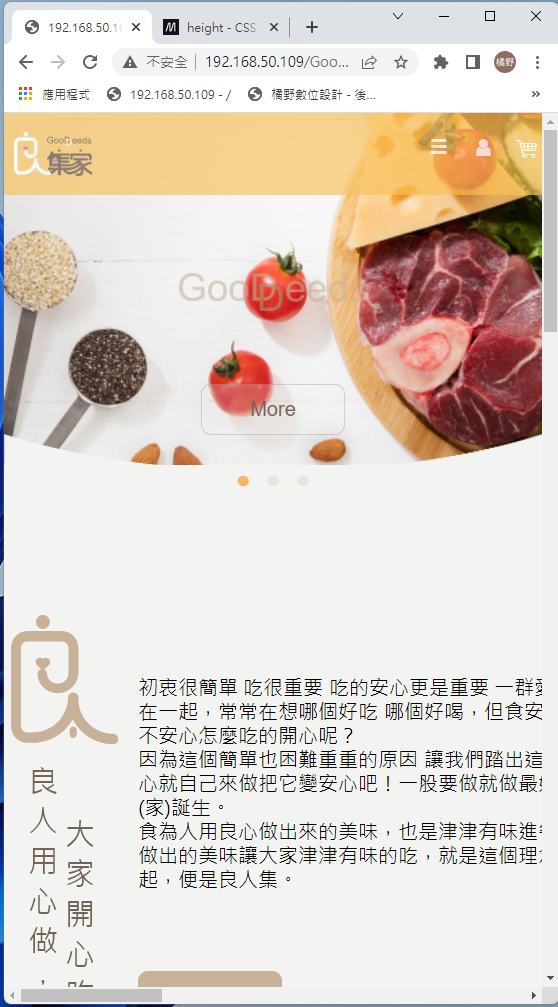 192.168.50.10
height - CSS
不安全
192.168.50.109/Goo...
橘野
應用程式
192.168.50.109 - /
橘野數位設計 - 後...
»
GooDeeds
良集家
GooDeeds
More
良
初衷很簡單 吃很重要 吃的安心更是重要 一群愛
在一起，常常在想哪個好吃 哪個好喝，但食安
不安心怎麼吃的開心呢？
因為這個簡單也困難重重的原因 讓我們踏出這
心就自己來做把它變安心吧！一股要做就做最好
(家)誕生。
食為人用良心做出來的美味，也是津津有味進
做出的美味讓大家津津有味的吃，就是這個理念
起，便是良人集。
良人用心做，
大家開心吃